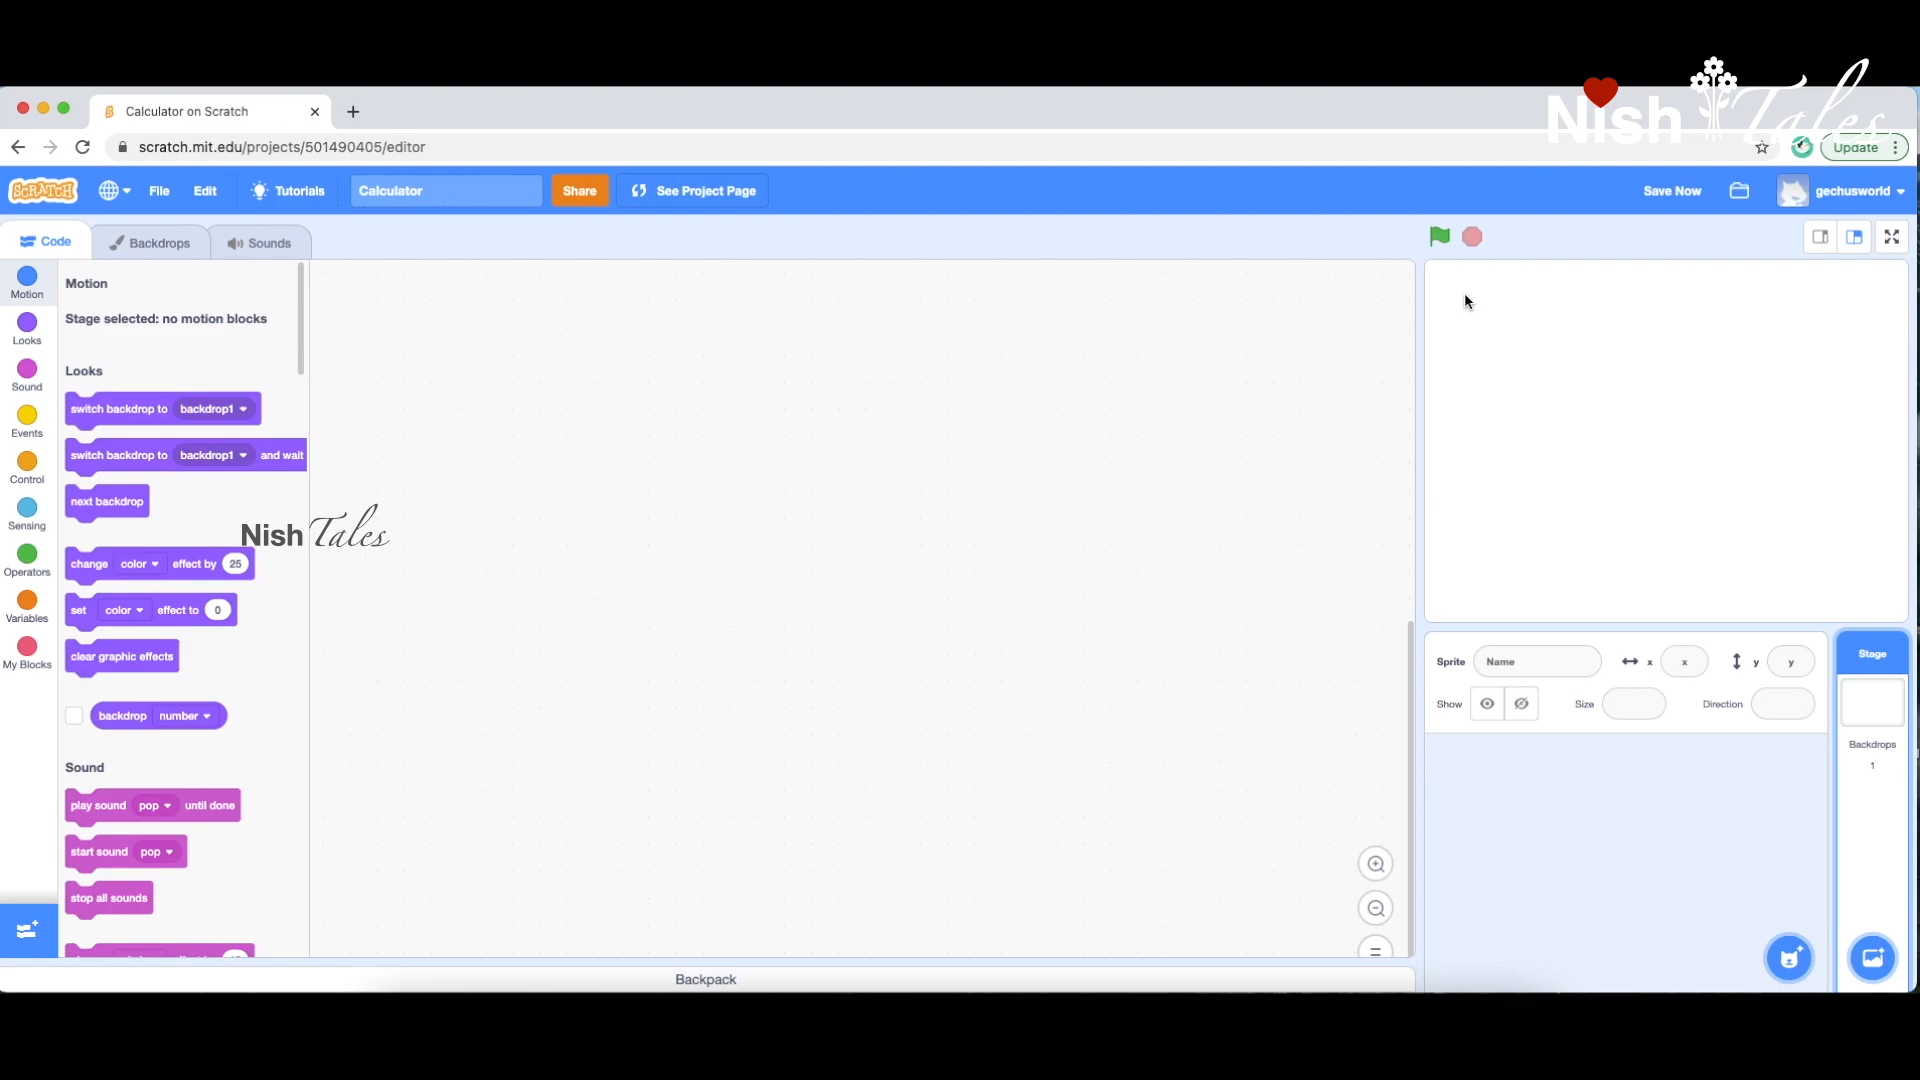 Nish Tales
Calculator on Scratch
scratch.mit.edu/projects/501490405/editor
Update
SCRATCH
File
Edit
Tutorials
Calculator
Share
See Project Page
Save Now
gechusworld
Code
Backdrops
Sounds
Motion
Looks
Sound
Events
Control
Sensing
Operators
Variables
My Blocks
Motion
Stage selected: no motion blocks
Looks
switch backdrop to backdrop1
switch backdrop to backdrop1 and wait
next backdrop
Nish Tales
change color effect by 25
set color effect to 0
clear graphic effects
backdrop number
Sound
play sound pop until done
start sound pop
stop all sounds
Backpack
Sprite Name x x y y
Show Size Direction
Stage
Backdrops
1